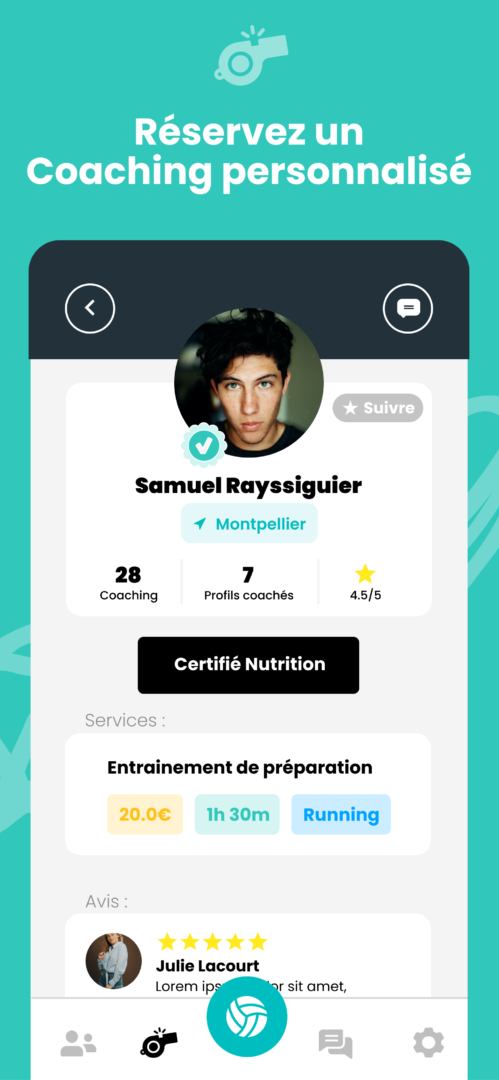 Réservez un
Coaching personnalisé
Suivre
Samuel Rayssiguier
Montpellier
28
Coaching
7
Profils coachés
4.5/5
Certifié Nutrition
Services :
Entrainement de préparation
20.0€
1h 30m
Running
Avis :
Julie Lacourt
Lorem ips or sit amet,